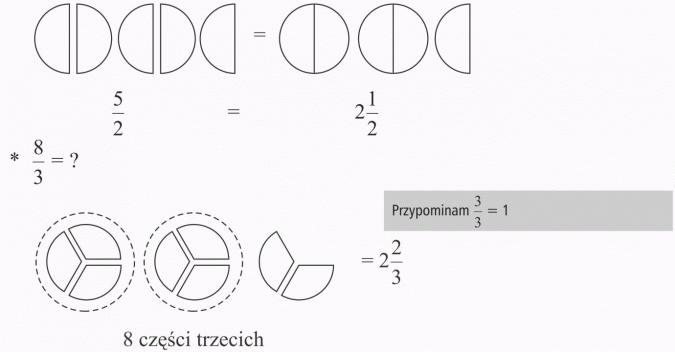 =
5/2 = 2 1/2
* 8/3 = ?
Przypominam 3/3 = 1
= 2 2/3
8 części trzecich